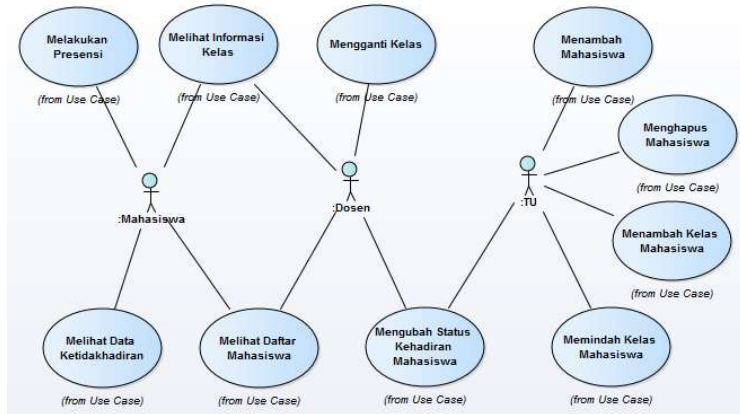 Melakukan
Presensi
(from Use Case)
Melihat Informasi
Kelas
(from Use Case)
Mengganti Kelas
(from Use Case)
Menambah
Mahasiswa
(from Use Case)
Menghapus
Mahasiswa
(from Use Case)
:Mahasiswa
:Dosen
:TU
Menambah Kelas
Mahasiswa
(from Use Case)
Melihat Data
Ketidakhadiran
(from Use Case)
Melihat Daftar
Mahasiswa
(from Use Case)
Mengubah Status
Kehadiran
Mahasiswa
(from Use Case)
Memindah Kelas
Mahasiswa
(from Use Case)